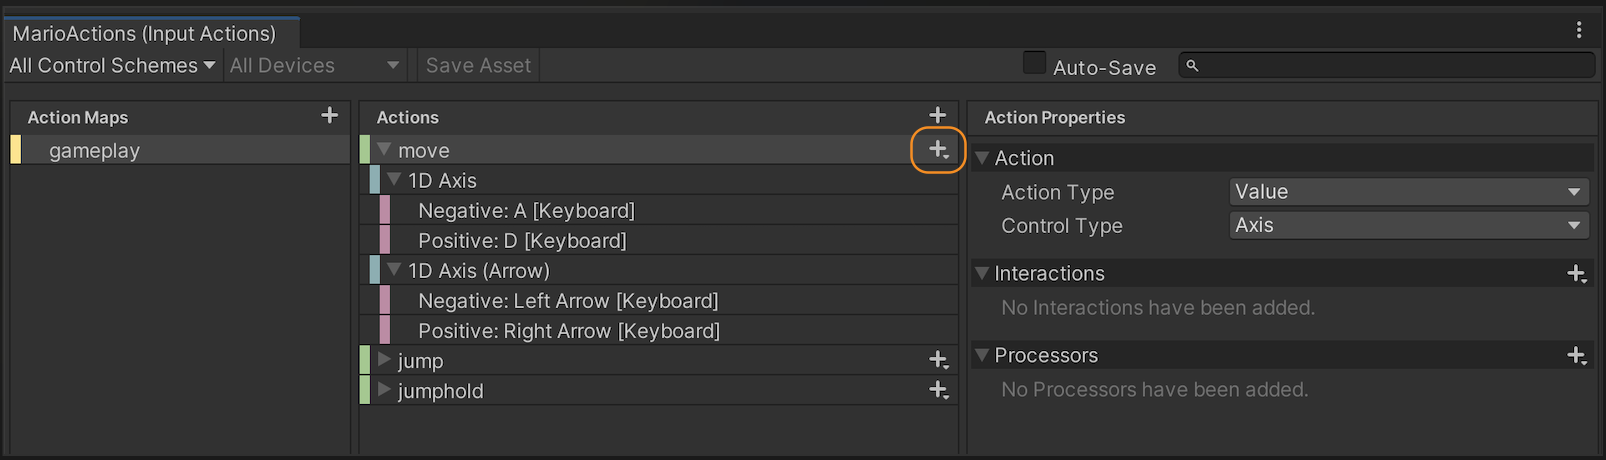 MarioActions (Input Actions)
All Control Schemes All Devices Save Asset Auto-Save
Action Maps
gameplay
Actions
move
1D Axis
Negative: A [Keyboard]
Positive: D [Keyboard]
1D Axis (Arrow)
Negative: Left Arrow [Keyboard]
Positive: Right Arrow [Keyboard]
jump
jumphold
Action Properties
Action
Action Type Value
Control Type Axis
Interactions
No Interactions have been added.
Processors
No Processors have been added.